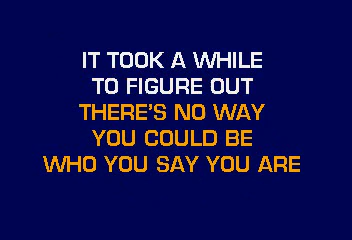 IT TOOK A WHILE
TO FIGURE OUT
THERE'S NO WAY
YOU COULD BE
WHO YOU SAY YOU ARE